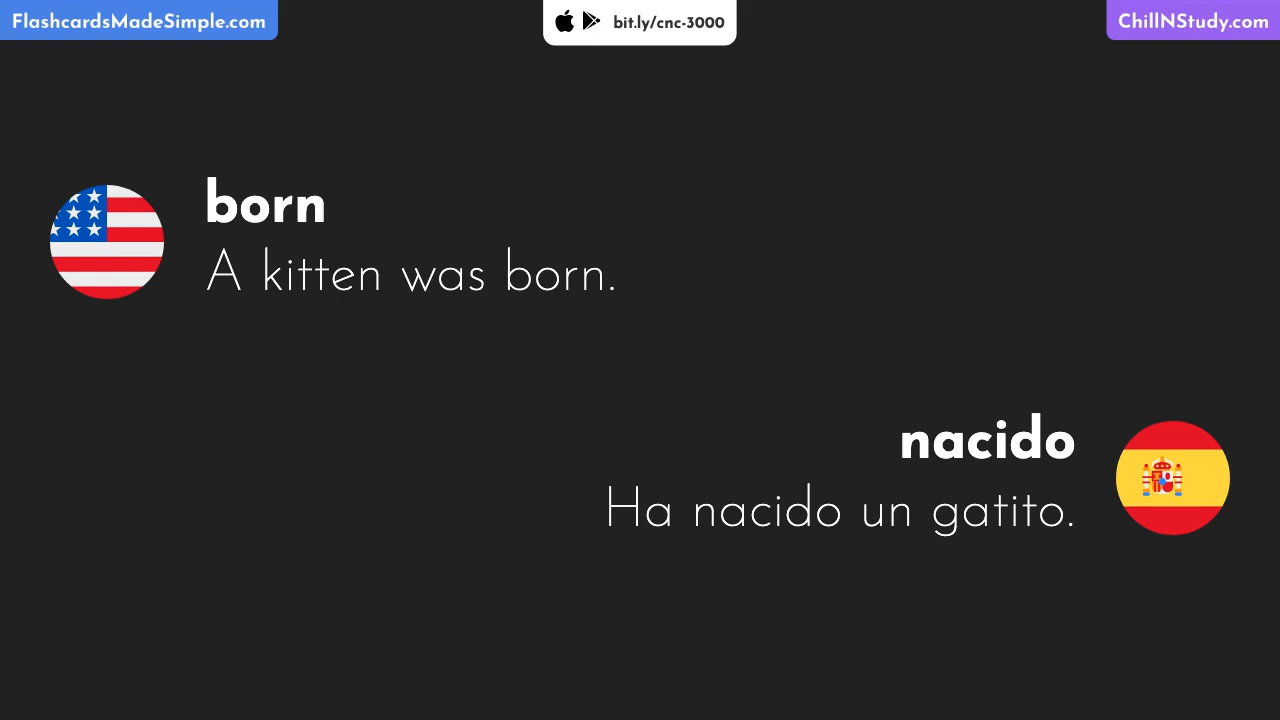 FlashcardsMadeSimple.com
bit.ly/cnc-3000
ChillNStudy.com
born
A kitten was born.
nacido
Ha nacido un gatito.